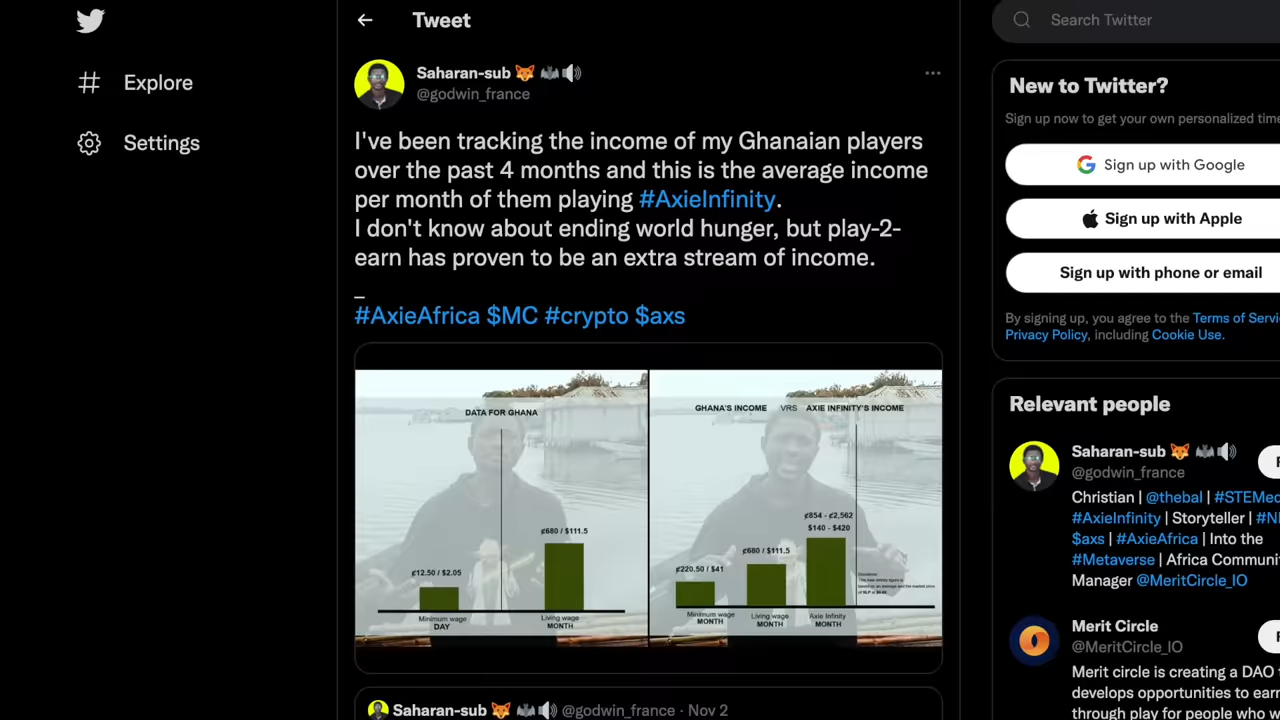 Tweet
Search Twitter
Explore
Settings
Saharan-sub
@godwin_france
I've been tracking the income of my Ghanaian players
over the past 4 months and this is the average income
per month of them playing #AxieInfinity.
I don't know about ending world hunger, but play-2-
earn has proven to be an extra stream of income.
_
#AxieAfrica $MC #crypto $axs
DATA FOR GHANA
¢12.50 / $2.05
¢680 / $111.5
Minimum wage
DAY
Living wage
MONTH
GHANA'S INCOME VRS AXIE INFINITY'S INCOME
¢220.50 / $41
¢680 / $111.5
¢854 - ¢2,562
$140 - $420
Minimum wage
MONTH
Living wage
MONTH
Axie Infinity
MONTH
Saharan-sub @godwin_france · Nov 2
New to Twitter?
Sign up now to get your own personalized time
Sign up with Google
Sign up with Apple
Sign up with phone or email
By signing up, you agree to the Terms of Servi
Privacy Policy, including Cookie Use.
Relevant people
Saharan-sub
@godwin_france
F
Christian | @thebal | #STEMed
#AxieInfinity | Storyteller | #N
$axs | #AxieAfrica | Into the
#Metaverse | Africa Communi
Manager @MeritCircle_IO
Merit Circle
@MeritCircle_IO
F
Merit circle is creating a DAO t
develops opportunities to earn
through play for people who w